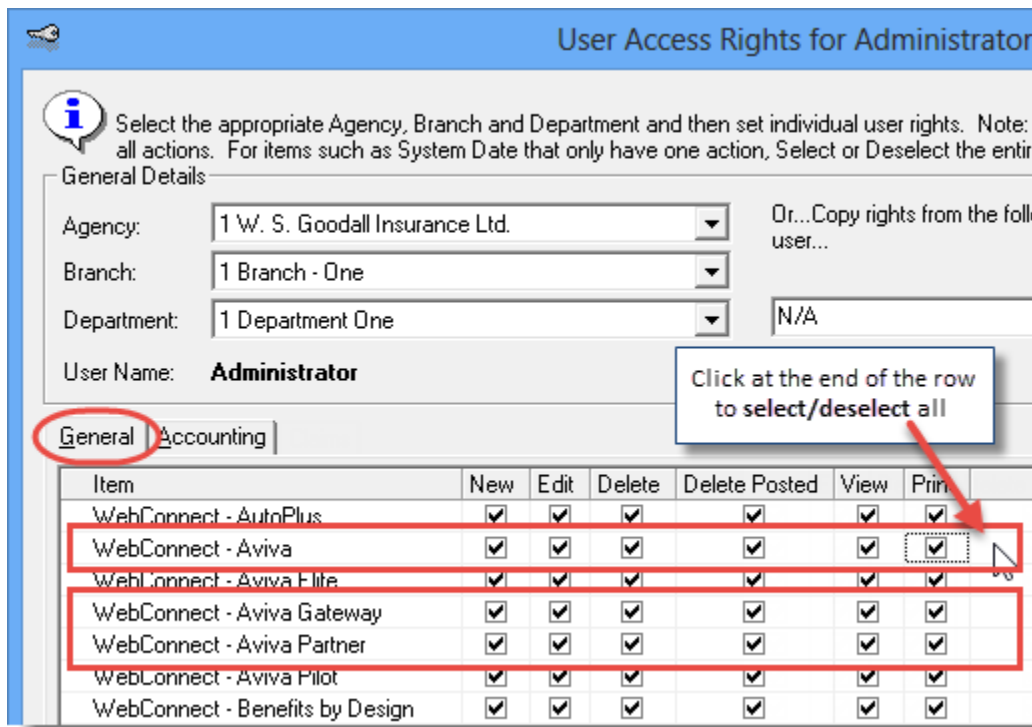 User Access Rights for Administrator
Select the appropriate Agency, Branch and Department and then set individual user rights. Note:
all actions. For items such as System Date that only have one action, Select or Deselect the entir
General Details
Agency: 1 W. S. Goodall Insurance Ltd.
Or...Copy rights from the follo
user...
Branch: 1 Branch - One
Department: 1 Department One N/A
User Name: Administrator
Click at the end of the row
to select/deselect all
General Accounting
Item New Edit Delete Delete Posted View Print
WebConnect - AutoPlus
WebConnect - Aviva
WebConnect - Aviva Elite
WebConnect - Aviva Gateway
WebConnect - Aviva Partner
WebConnect - Aviva Pilot
WebConnect - Benefits by Design